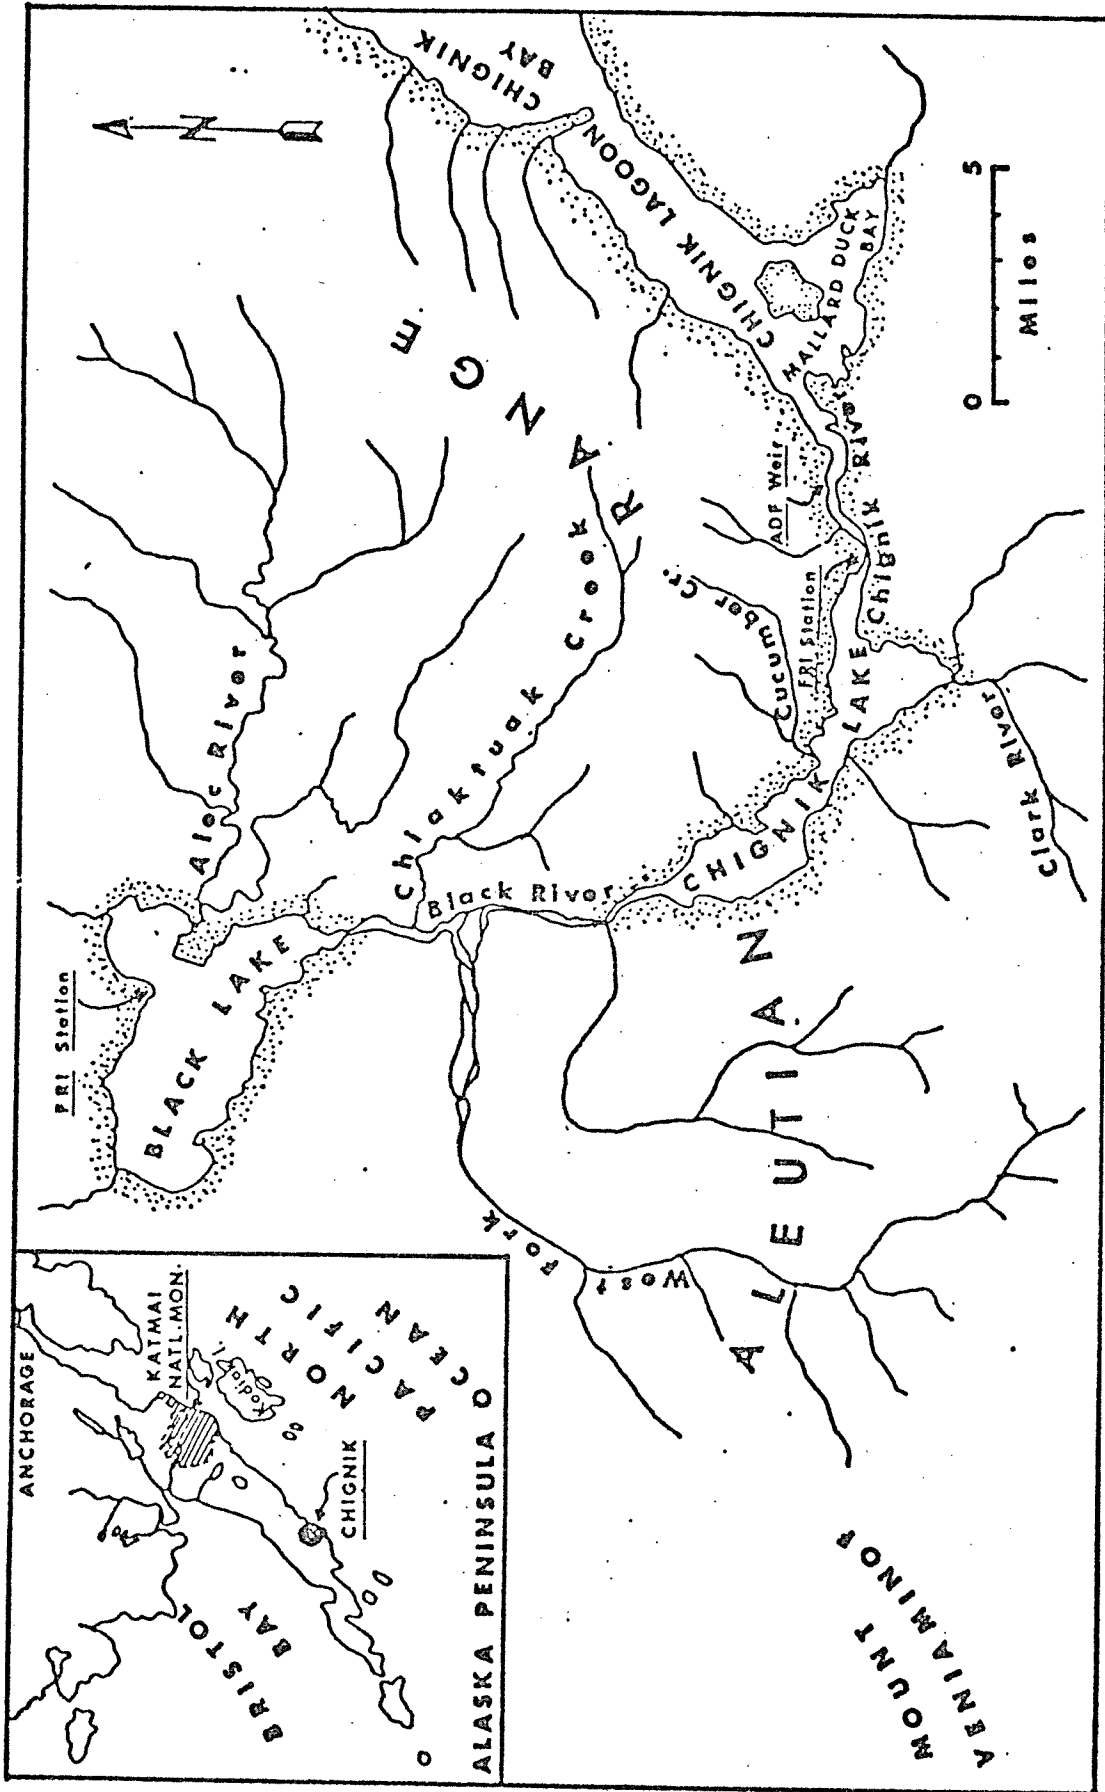 ANCHORAGE
KATMAI
NATL. MON.
Kodiak I.
BRISTOL
BAY
CHIGNIK
NORTH
PACIFIC
OCEAN
ALASKA PENINSULA
FRI Station
BLACK LAKE
Alec River
Chiaktuak Creek
Black River
West Fork
CHIGNIK LAKE
Cucumber Cr.
FRI Station
ADF Weir
Chignik River
Clark River
MALLARD DUCK
BAY
CHIGNIK LAGOON
CHIGNIK
BAY
N
ALEUTIAN RANGE
MOUNT
VENIAMINOF
0 5
Miles